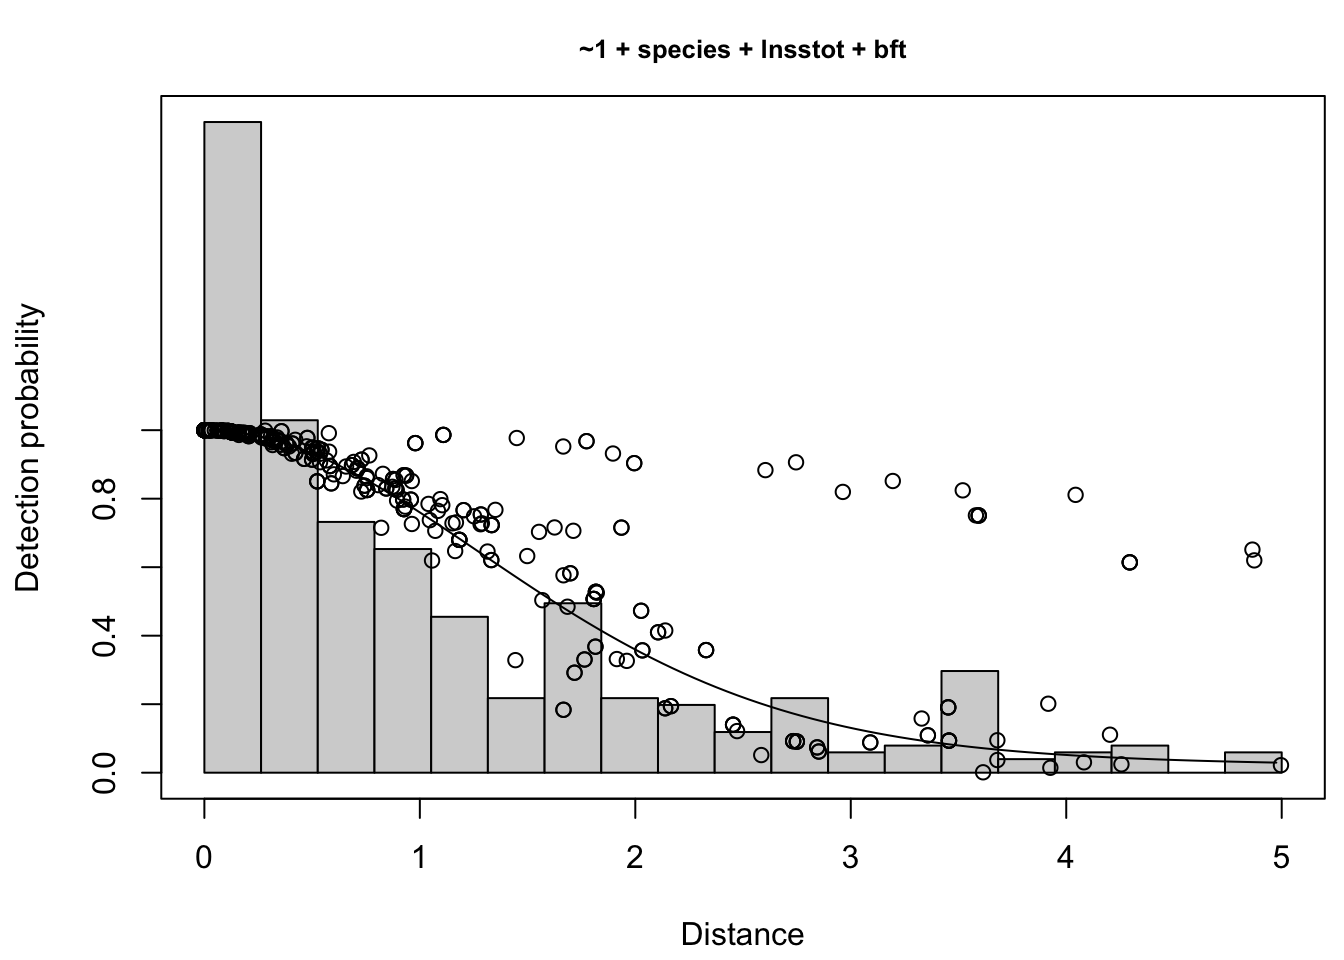 ~1 + species + lnsstot + bft
Detection probability
0.8
0.4
0.0
0 1 2 3 4 5
Distance